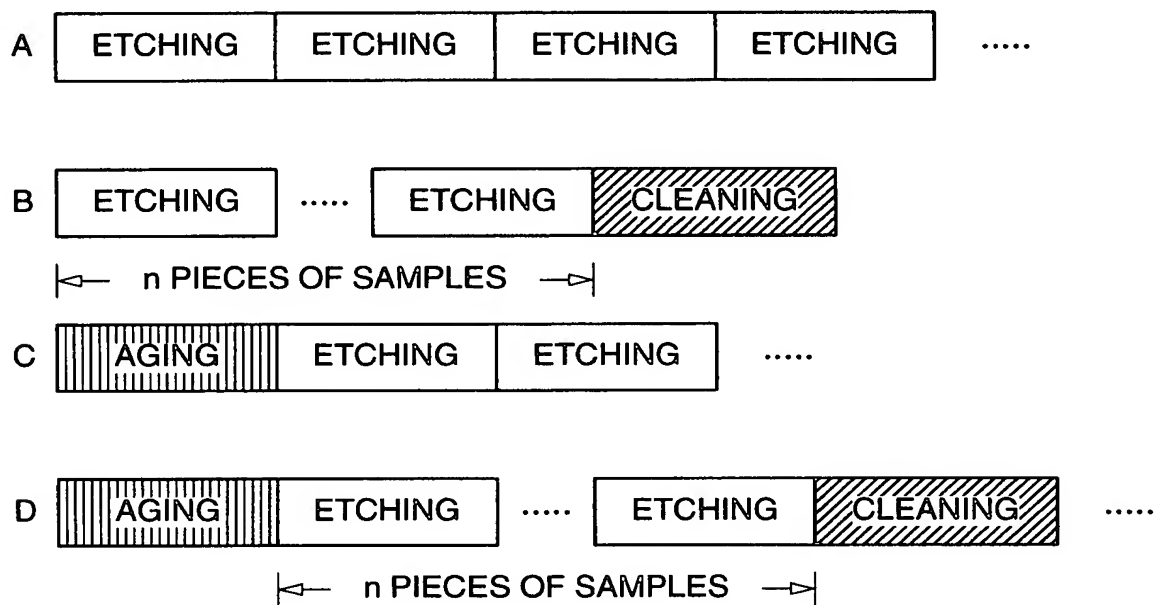 A ETCHING ETCHING ETCHING ETCHING .....
B ETCHING ..... ETCHING CLEANING
n PIECES OF SAMPLES
C AGING ETCHING ETCHING .....
D AGING ETCHING ..... ETCHING CLEANING .....
n PIECES OF SAMPLES